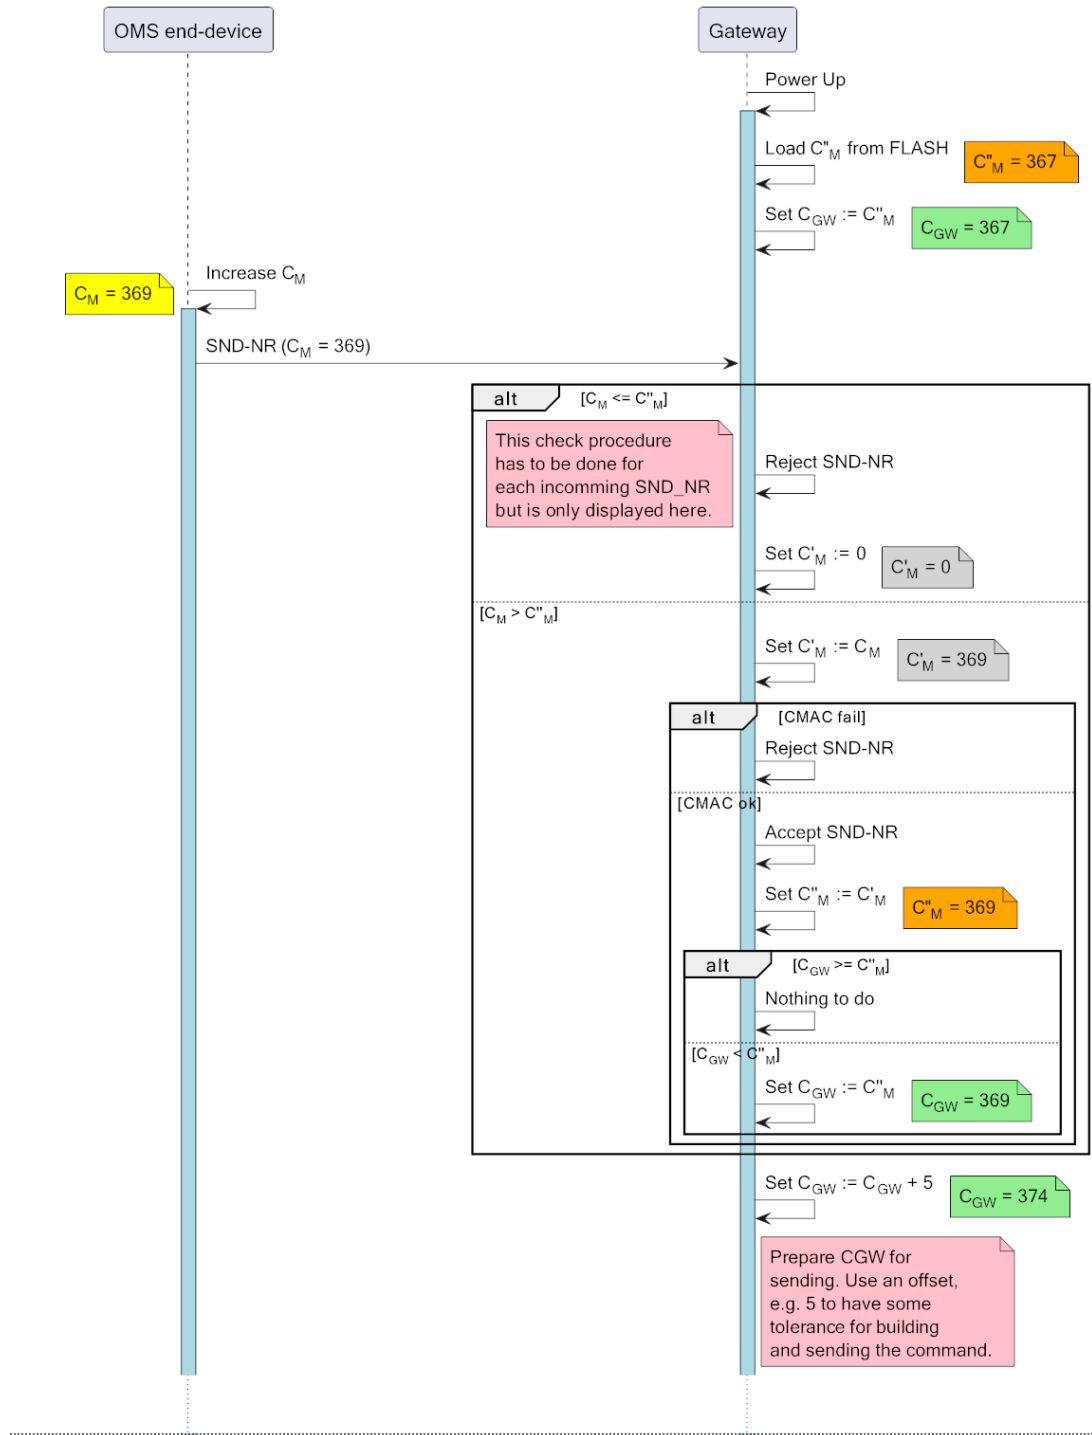 OMS end-device
Gateway
Power Up
Load C"M from FLASH
C"M = 367
Set CGW := C"M
CGW = 367
Increase CM
CM = 369
SND-NR (CM = 369)
alt [CM <= C"M]
This check procedure
has to be done for
each incomming SND_NR
but is only displayed here.
Reject SND-NR
Set C'M := 0
C'M = 0
[CM > C"M]
Set C'M := CM
C'M = 369
alt [CMAC fail]
Reject SND-NR
[CMAC ok]
Accept SND-NR
Set C"M := C'M
C"M = 369
alt [CGW >= C"M]
Nothing to do
[CGW < C"M]
Set CGW := C"M
CGW = 369
Set CGW := CGW + 5
CGW = 374
Prepare CGW for
sending. Use an offset,
e.g. 5 to have some
tolerance for building
and sending the command.